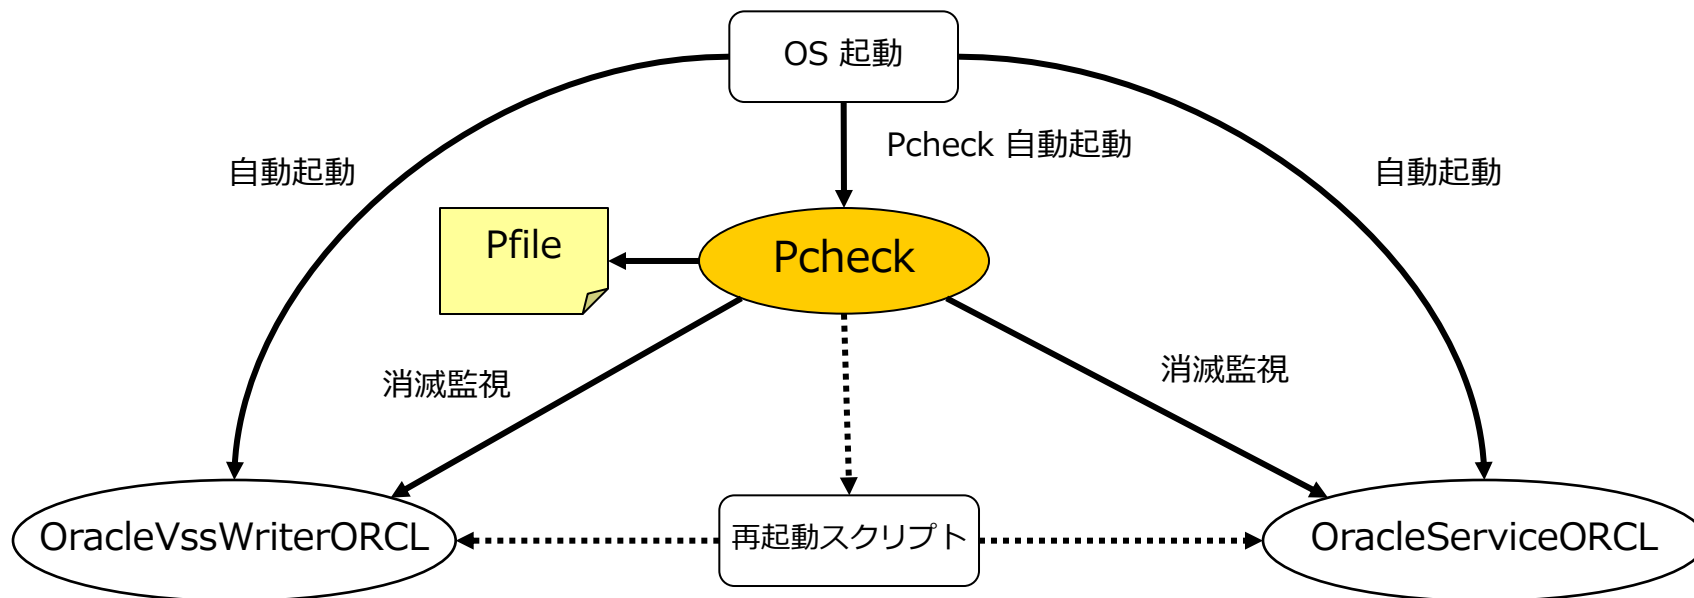 OS 起動
Pcheck 自動起動
自動起動
自動起動
Pfile
Pcheck
消滅監視
消滅監視
OracleVssWriterORCL
再起動スクリプト
OracleServiceORCL